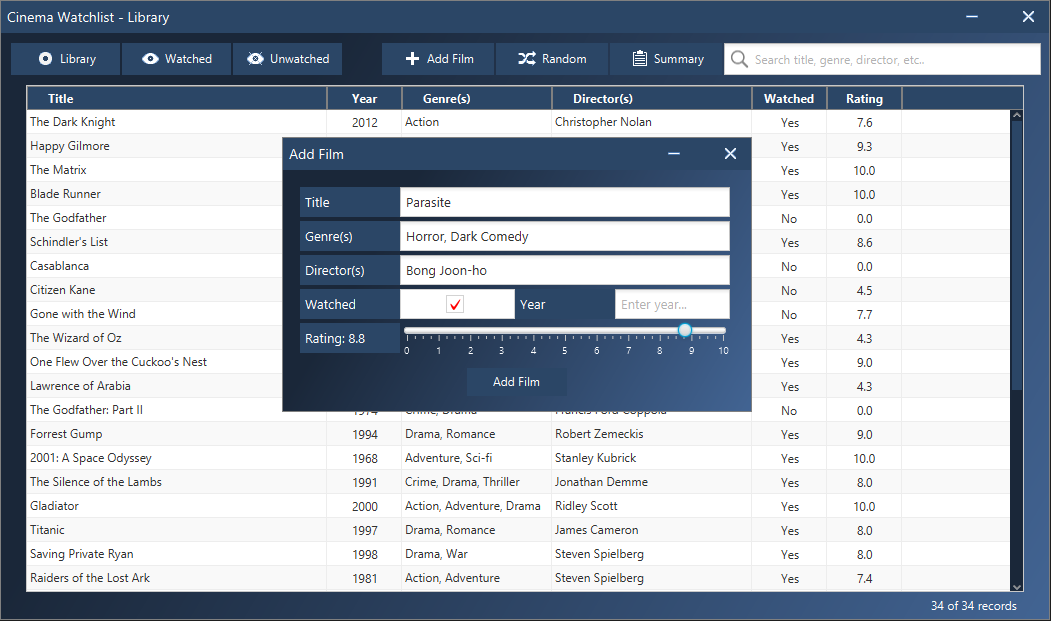 Cinema Watchlist - Library
Library Watched Unwatched Add Film Random Summary Search title, genre, director, etc..
Title Year Genre(s) Director(s) Watched Rating
The Dark Knight 2012 Action Christopher Nolan Yes 7.6
Happy Gilmore Yes 9.3
The Matrix Yes 10.0
Blade Runner Yes 10.0
The Godfather No 0.0
Schindler's List Yes 8.6
Casablanca No 0.0
Citizen Kane No 4.5
Gone with the Wind No 7.7
The Wizard of Oz Yes 4.3
One Flew Over the Cuckoo's Nest Yes 9.0
Lawrence of Arabia Yes 4.3
The Godfather: Part II 1974 Crime, Drama Francis Ford Coppola No 0.0
Forrest Gump 1994 Drama, Romance Robert Zemeckis Yes 9.0
2001: A Space Odyssey 1968 Adventure, Sci-fi Stanley Kubrick Yes 10.0
The Silence of the Lambs 1991 Crime, Drama, Thriller Jonathan Demme Yes 8.0
Gladiator 2000 Action, Adventure, Drama Ridley Scott Yes 10.0
Titanic 1997 Drama, Romance James Cameron Yes 8.0
Saving Private Ryan 1998 Drama, War Steven Spielberg Yes 8.0
Raiders of the Lost Ark 1981 Action, Adventure Steven Spielberg Yes 7.4
34 of 34 records
Add Film
Title Parasite
Genre(s) Horror, Dark Comedy
Director(s) Bong Joon-ho
Watched Year Enter year...
Rating: 8.8
0 1 2 3 4 5 6 7 8 9 10
Add Film